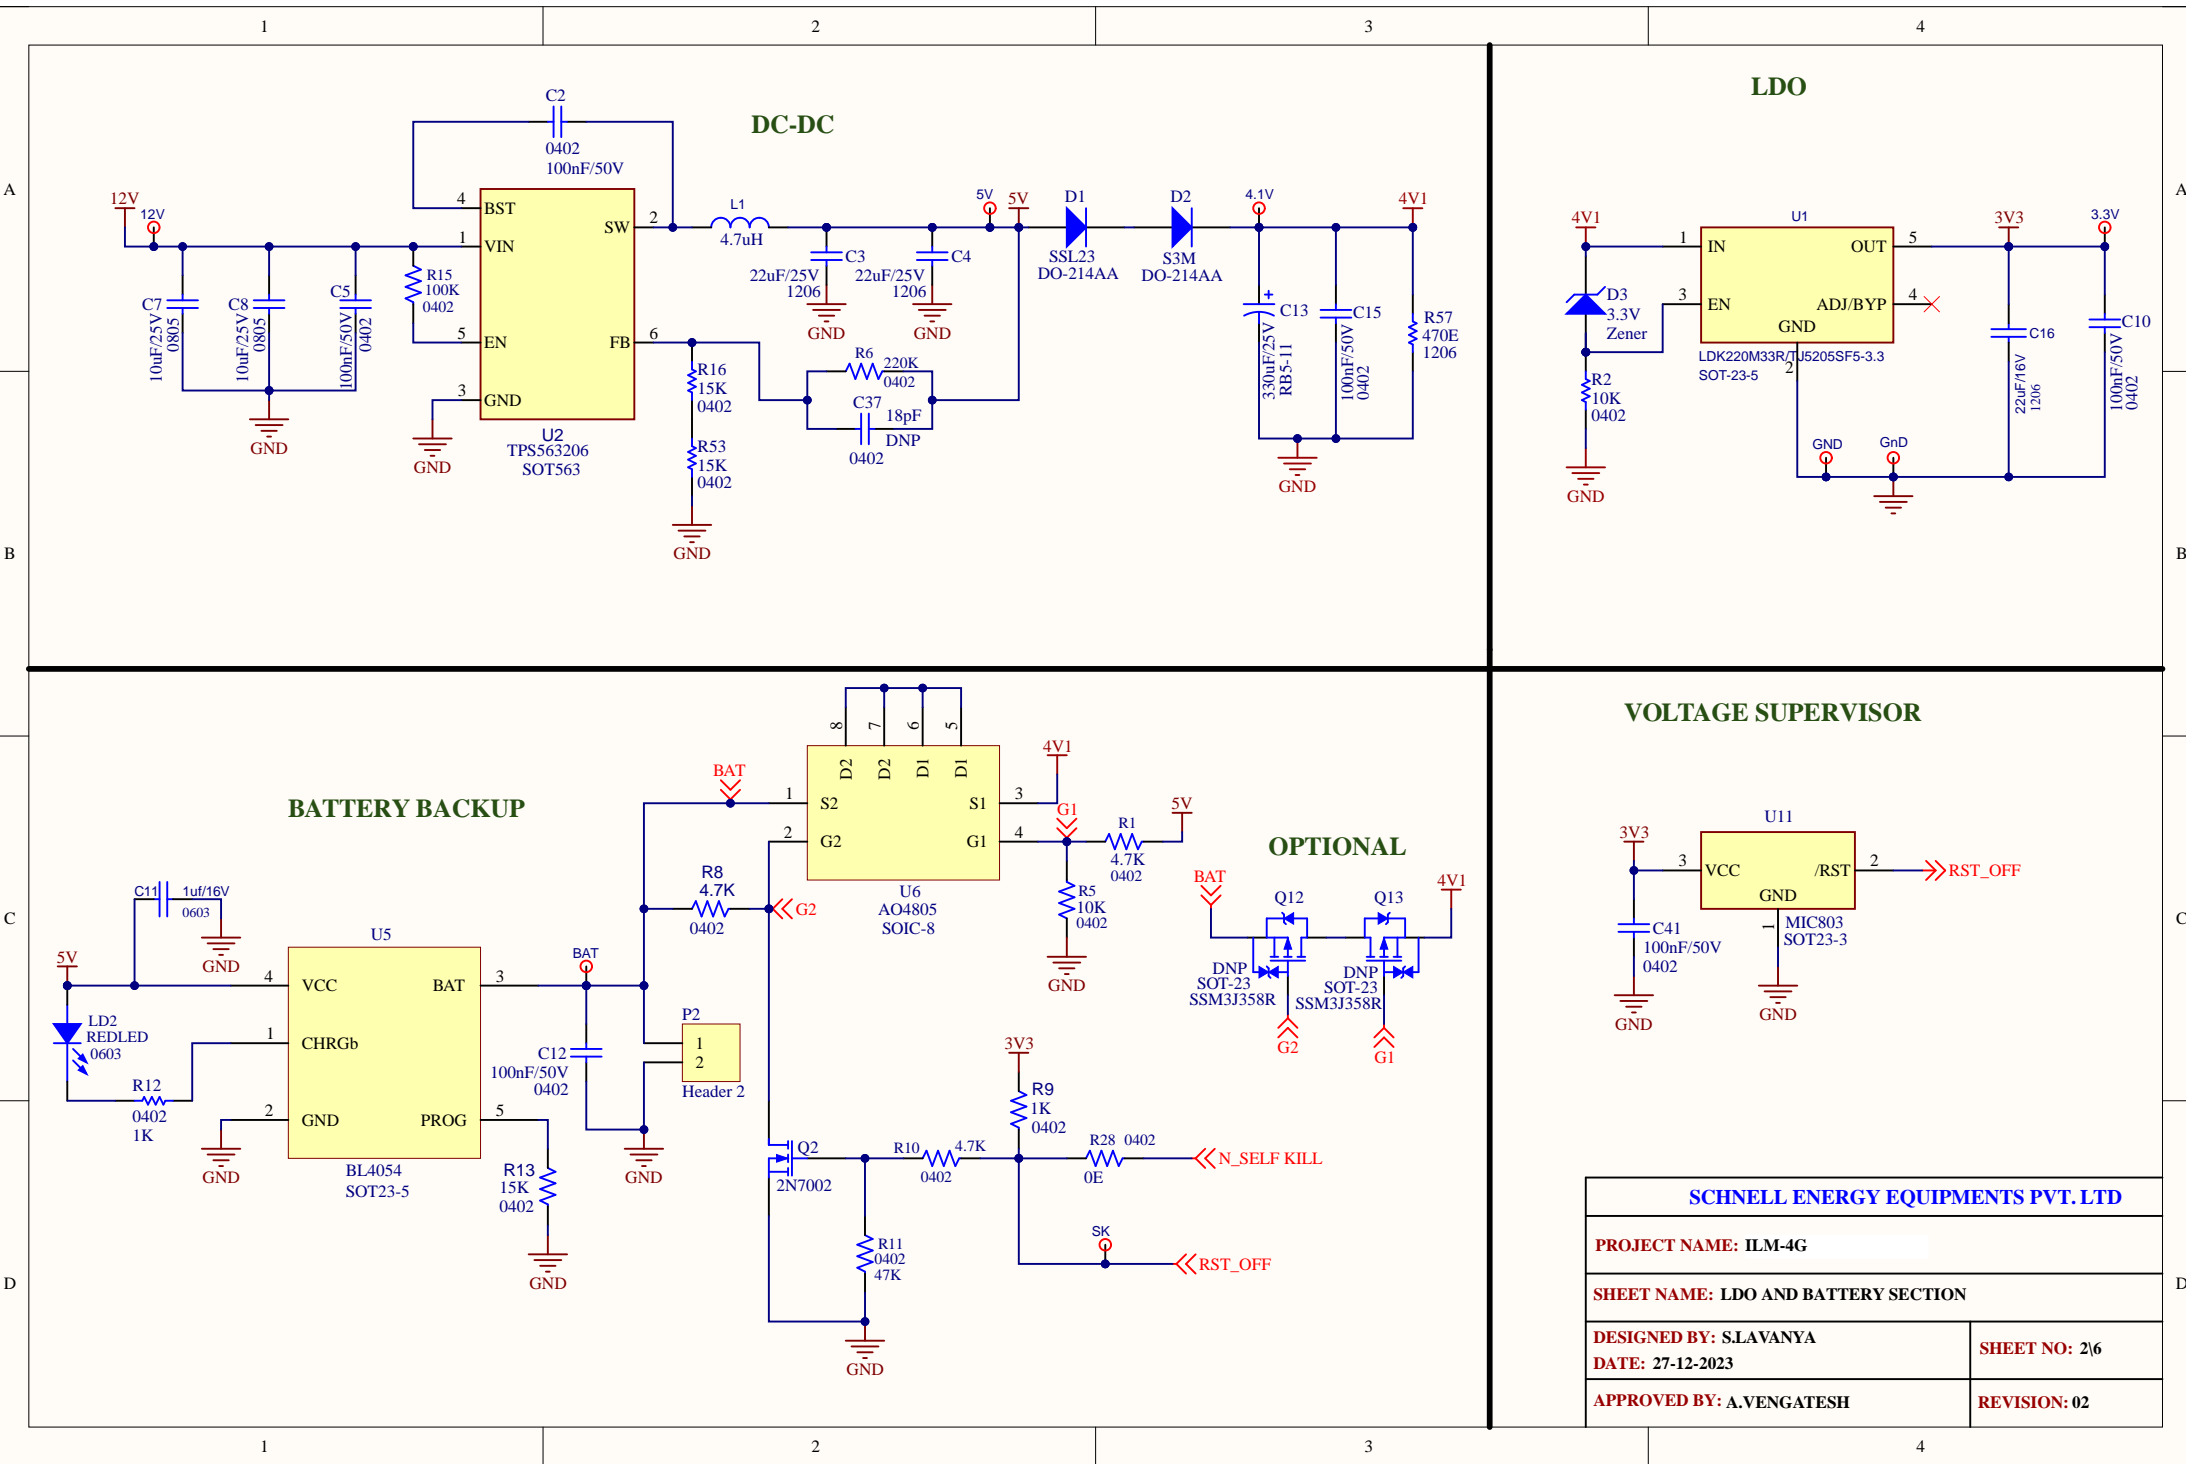 1
2
3
4
A
A
B
B
C
C
D
D
1
2
3
4
DC-DC
C2
0402
100nF/50V
12V
12V
4
BST
1
VIN
5
EN
3
GND
SW
2
FB
6
U2
TPS563206
SOT563
C7
10uF/25V
0805
C8
10uF/25V
0805
C5
100nF/50V
0402
R15
100K
0402
GND
GND
L1
4.7uH
C3
22uF/25V
1206
GND
C4
22uF/25V
1206
GND
R16
15K
0402
R53
15K
0402
GND
R6
220K
0402
C37
18pF
DNP
0402
5V
5V
D1
SSL23
DO-214AA
D2
S3M
DO-214AA
4.1V
4V1
C13
330uF/25V
RB5-11
C15
100nF/50V
0402
R57
470E
1206
GND
LDO
4V1
D3
3.3V
Zener
R2
10K
0402
GND
U1
1
IN
3
EN
OUT
5
ADJ/BYP
4
GND
2
LDK220M33R/TJ5205SF5-3.3
SOT-23-5
3V3
3.3V
C16
22uF/16V
1206
C10
100nF/50V
0402
GND
GnD
BATTERY BACKUP
C11
1uf/16V
0603
GND
5V
LD2
REDLED
0603
R12
0402
1K
U5
4
VCC
1
CHRGb
2
GND
BAT
3
PROG
5
BL4054
SOT23-5
GND
R13
15K
0402
GND
BAT
C12
100nF/50V
0402
P2
1
2
Header 2
GND
BAT
8
7
6
5
D2
D2
D1
D1
1
S2
2
G2
S1
3
G1
4
U6
AO4805
SOIC-8
R8
4.7K
0402
G2
4V1
G1
R1
4.7K
0402
5V
R5
10K
0402
GND
OPTIONAL
BAT
Q12
DNP
SOT-23
SSM3J358R
G2
Q13
DNP
SOT-23
SSM3J358R
G1
4V1
Q2
2N7002
R10
4.7K
0402
R11
0402
47K
GND
3V3
R9
1K
0402
R28 0402
0E
N_SELF KILL
SK
RST_OFF
VOLTAGE SUPERVISOR
3V3
U11
3
VCC
/RST
2
GND
1
MIC803
SOT23-3
RST_OFF
C41
100nF/50V
0402
GND
GND
SCHNELL ENERGY EQUIPMENTS PVT. LTD
PROJECT NAME: ILM-4G
SHEET NAME: LDO AND BATTERY SECTION
DESIGNED BY: S.LAVANYA
DATE: 27-12-2023
SHEET NO: 2\6
APPROVED BY: A.VENGATESH
REVISION: 02